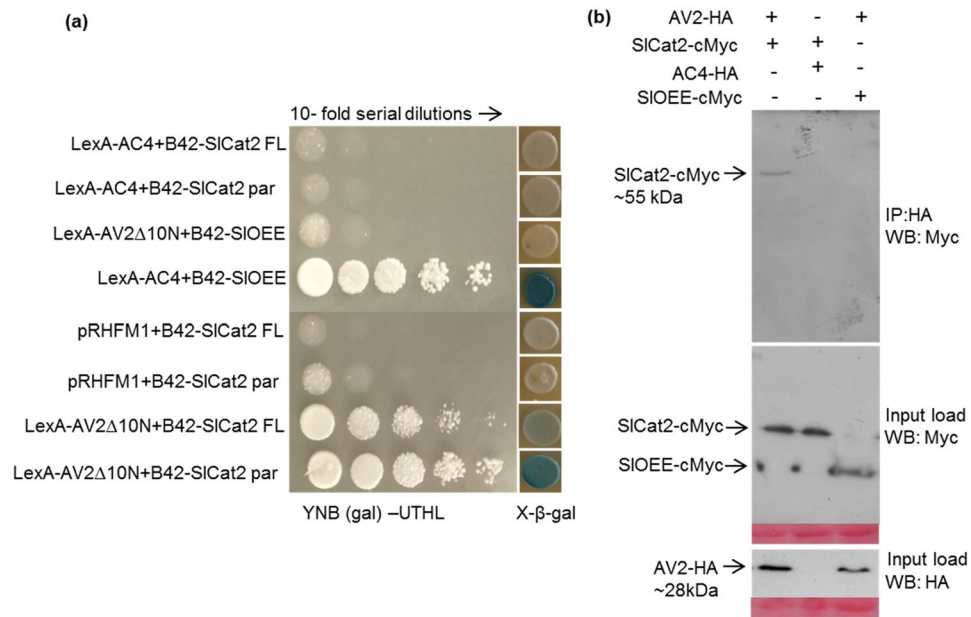 (a)
10- fold serial dilutions →
LexA-AC4+B42-SlCat2 FL
LexA-AC4+B42-SlCat2 par
LexA-AV2Δ10N+B42-SlOEE
LexA-AC4+B42-SlOEE
pRHFM1+B42-SlCat2 FL
pRHFM1+B42-SlCat2 par
LexA-AV2Δ10N+B42-SlCat2 FL
LexA-AV2Δ10N+B42-SlCat2 par
YNB (gal) –UTHL
X-β-gal
(b)
AV2-HA + - +
SlCat2-cMyc + + -
AC4-HA - + -
SlOEE-cMyc - - +
SlCat2-cMyc →
~55 kDa
IP:HA
WB: Myc
SlCat2-cMyc →
SlOEE-cMyc →
Input load
WB: Myc
AV2-HA →
~28kDa
Input load
WB: HA